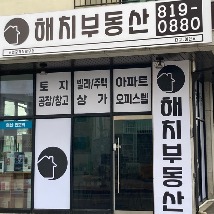 해치부동산 819-0880
토지 빌라/주택 아파트
공장/창고 상가 오피스텔
해치부동산